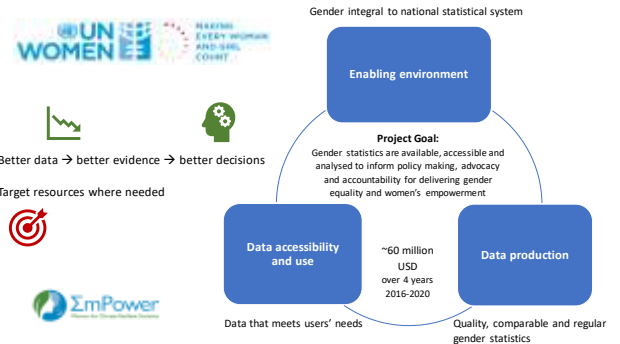 Gender integral to national statistical system
UN
WOMEN
MAKING
EVERY WOMAN
AND GIRL
COUNT
Enabling environment
Project Goal:
Gender statistics are available, accessible and
analysed to inform policy making, advocacy
and accountability for delivering gender
equality and women's empowerment
Better data → better evidence → better decisions
Target resources where needed
Data accessibility
and use
~60 million
USD
over 4 years
2016-2020
Data production
ΣmPower
Data that meets users' needs
Quality, comparable and regular
gender statistics